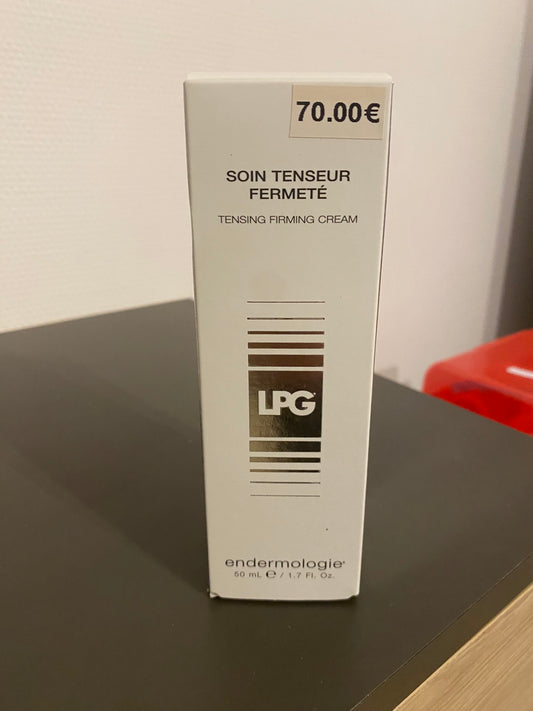 70.00€
SOIN TENSEUR
FERMETÉ
TENSING FIRMING CREAM
LPG
endermologie®
50 mL ℮ / 1.7 Fl. Oz.